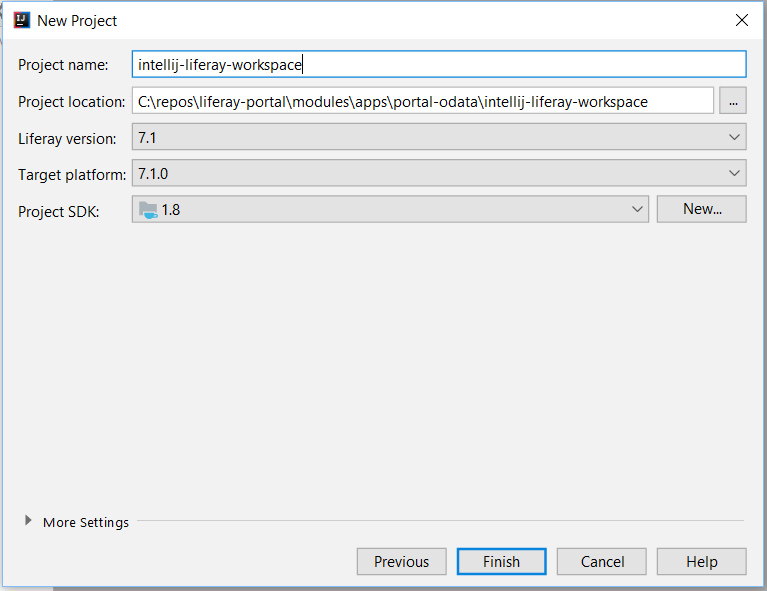 New Project
Project name: intellij-liferay-workspace
Project location: C:\repos\liferay-portal\modules\apps\portal-odata\intellij-liferay-workspace ...
Liferay version: 7.1
Target platform: 7.1.0
Project SDK: 1.8 New...
More Settings
Previous Finish Cancel Help